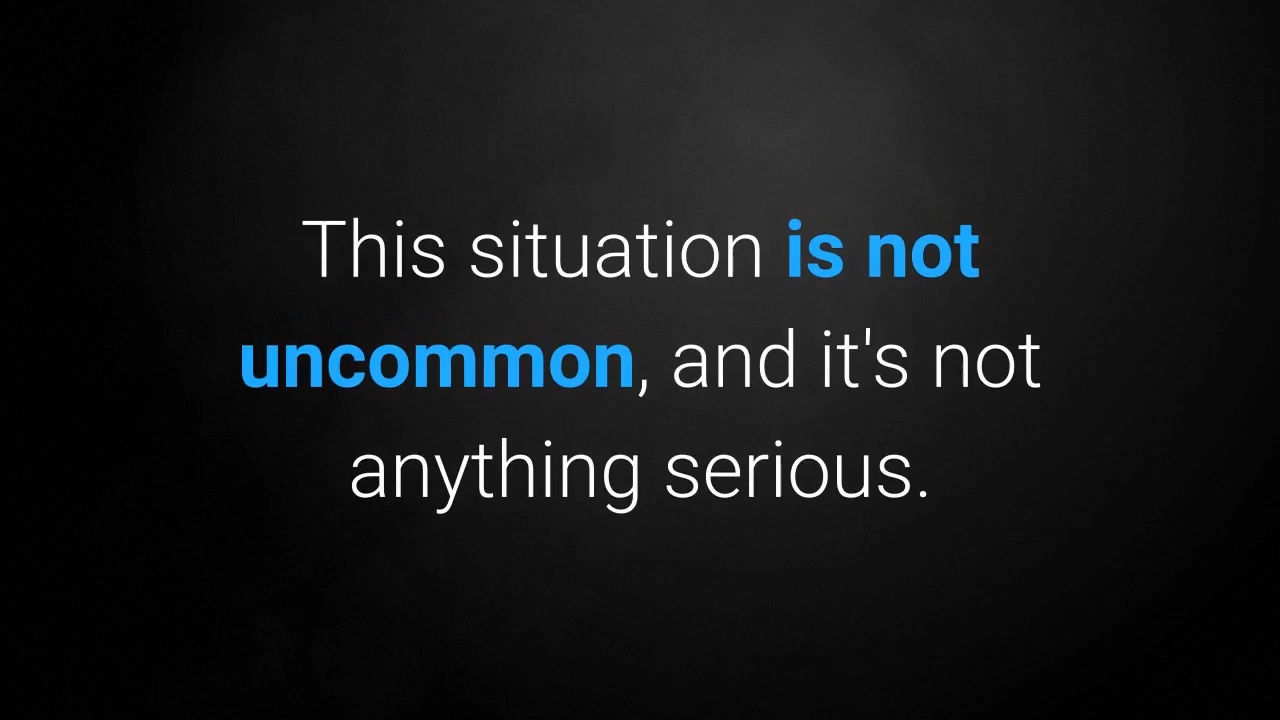 This situation is not
uncommon, and it's not
anything serious.